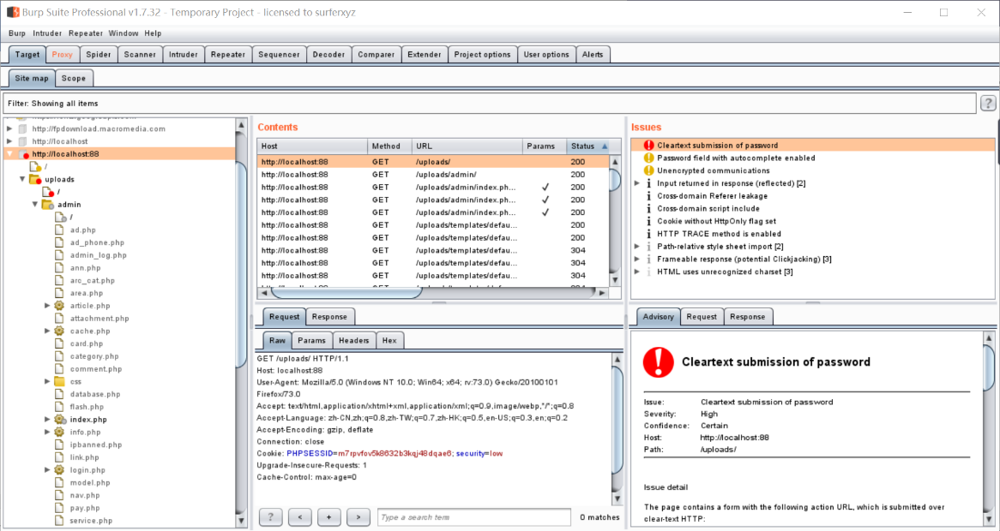 Burp Suite Professional v1.7.32 - Temporary Project - licensed to surferxyz
Burp Intruder Repeater Window Help
Target Proxy Spider Scanner Intruder Repeater Sequencer Decoder Comparer Extender Project options User options Alerts
Site map Scope
Filter: Showing all items
?
http://fpdownload.macromedia.com
http://localhost
http://localhost:88
/
uploads
/
admin
/
ad.php
ad_phone.php
admin_log.php
ann.php
arc_cat.php
area.php
article.php
attachment.php
cache.php
card.php
category.php
comment.php
css
database.php
flash.php
index.php
info.php
ipbanned.php
link.php
login.php
model.php
nav.php
pay.php
service.php
Contents
Host Method URL Params Status
http://localhost:88 GET /uploads/ 200
http://localhost:88 GET /uploads/admin/ 200
http://localhost:88 GET /uploads/admin/index.ph... ✓ 200
http://localhost:88 GET /uploads/admin/index.ph... ✓ 200
http://localhost:88 GET /uploads/admin/index.ph... ✓ 200
http://localhost:88 GET /uploads/templates/defau... 200
http://localhost:88 GET /uploads/templates/defau... 200
http://localhost:88 GET /uploads/templates/defau... 304
http://localhost:88 GET /uploads/templates/defau... 304
http://localhost:88 GET /uploads/templates/defau... 304
Request Response
Raw Params Headers Hex
GET /uploads/ HTTP/1.1
Host: localhost:88
User-Agent: Mozilla/5.0 (Windows NT 10.0; Win64; x64; rv:73.0) Gecko/20100101
Firefox/73.0
Accept: text/html,application/xhtml+xml,application/xml;q=0.9,image/webp,*/*;q=0.8
Accept-Language: zh-CN,zh;q=0.8,zh-TW;q=0.7,zh-HK;q=0.5,en-US;q=0.3,en;q=0.2
Accept-Encoding: gzip, deflate
Connection: close
Cookie: PHPSESSID=m7rpvfov5k8632b3kqj48dqae6; security=low
Upgrade-Insecure-Requests: 1
Cache-Control: max-age=0
? < + > Type a search term 0 matches
Issues
Cleartext submission of password
Password field with autocomplete enabled
Unencrypted communications
Input returned in response (reflected) [2]
Cross-domain Referer leakage
Cross-domain script include
Cookie without HttpOnly flag set
HTTP TRACE method is enabled
Path-relative style sheet import [2]
Frameable response (potential Clickjacking) [3]
HTML uses unrecognized charset [3]
Advisory Request Response
Cleartext submission of password
Issue: Cleartext submission of password
Severity: High
Confidence: Certain
Host: http://localhost:88
Path: /uploads/
Issue detail
The page contains a form with the following action URL, which is submitted over
clear-text HTTP: